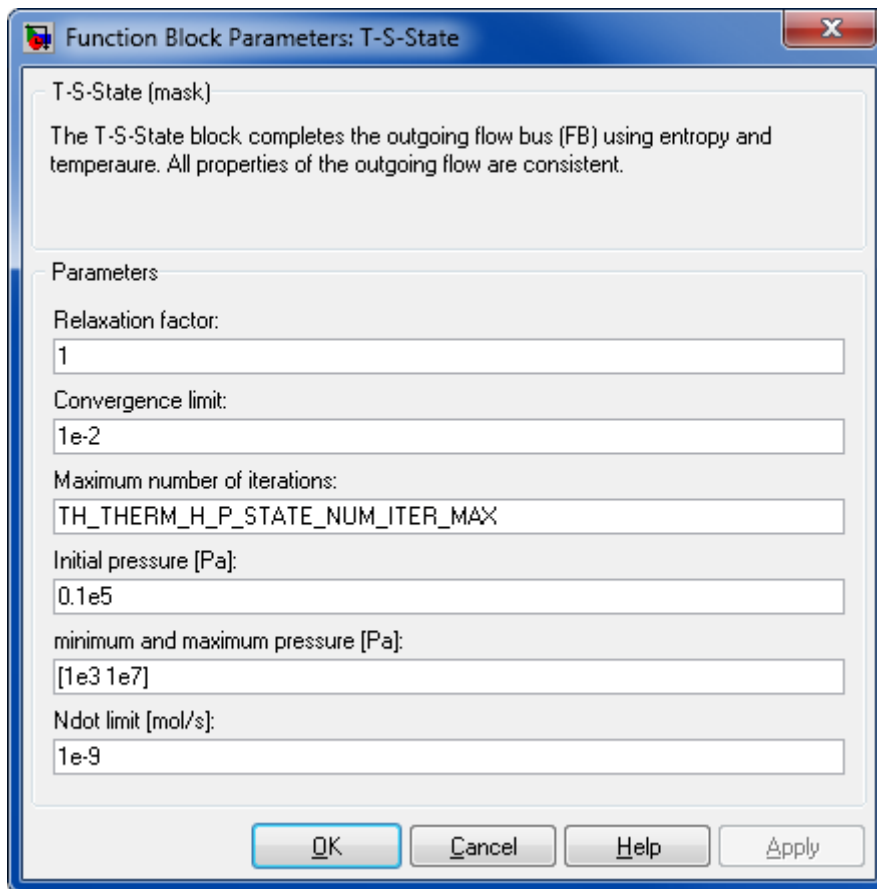 Function Block Parameters: T-S-State
T-S-State (mask)
The T-S-State block completes the outgoing flow bus (FB) using entropy and
temperaure. All properties of the outgoing flow are consistent.
Parameters
Relaxation factor:
1
Convergence limit:
1e-2
Maximum number of iterations:
TH_THERM_H_P_STATE_NUM_ITER_MAX
Initial pressure [Pa]:
0.1e5
minimum and maximum pressure [Pa]:
[1e3 1e7]
Ndot limit [mol/s]:
1e-9
OK Cancel Help Apply